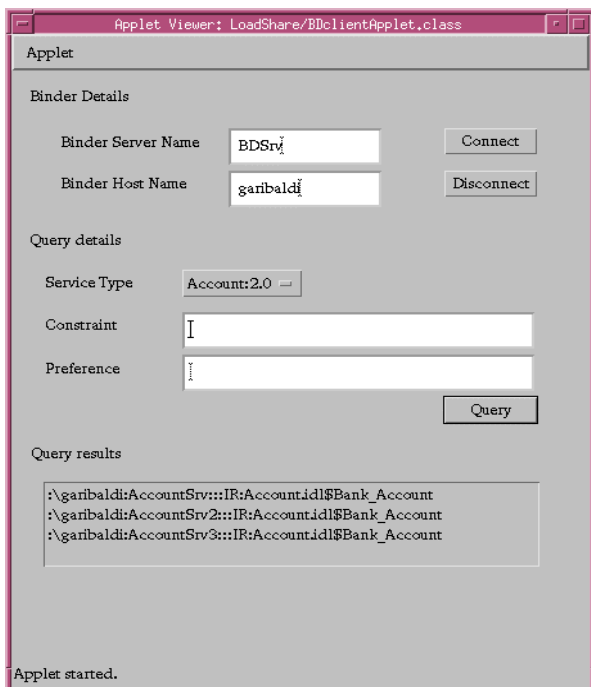 Applet Viewer: LoadShare/BDclientApplet.class
Applet
Binder Details
Binder Server Name BDSrv Connect
Binder Host Name garibaldi Disconnect
Query details
Service Type Account:2.0
Constraint
Preference
Query
Query results
:\garibaldi:AccountSrv:::IR:Account.idl$Bank_Account
:\garibaldi:AccountSrv2:::IR:Account.idl$Bank_Account
:\garibaldi:AccountSrv3:::IR:Account.idl$Bank_Account
Applet started.